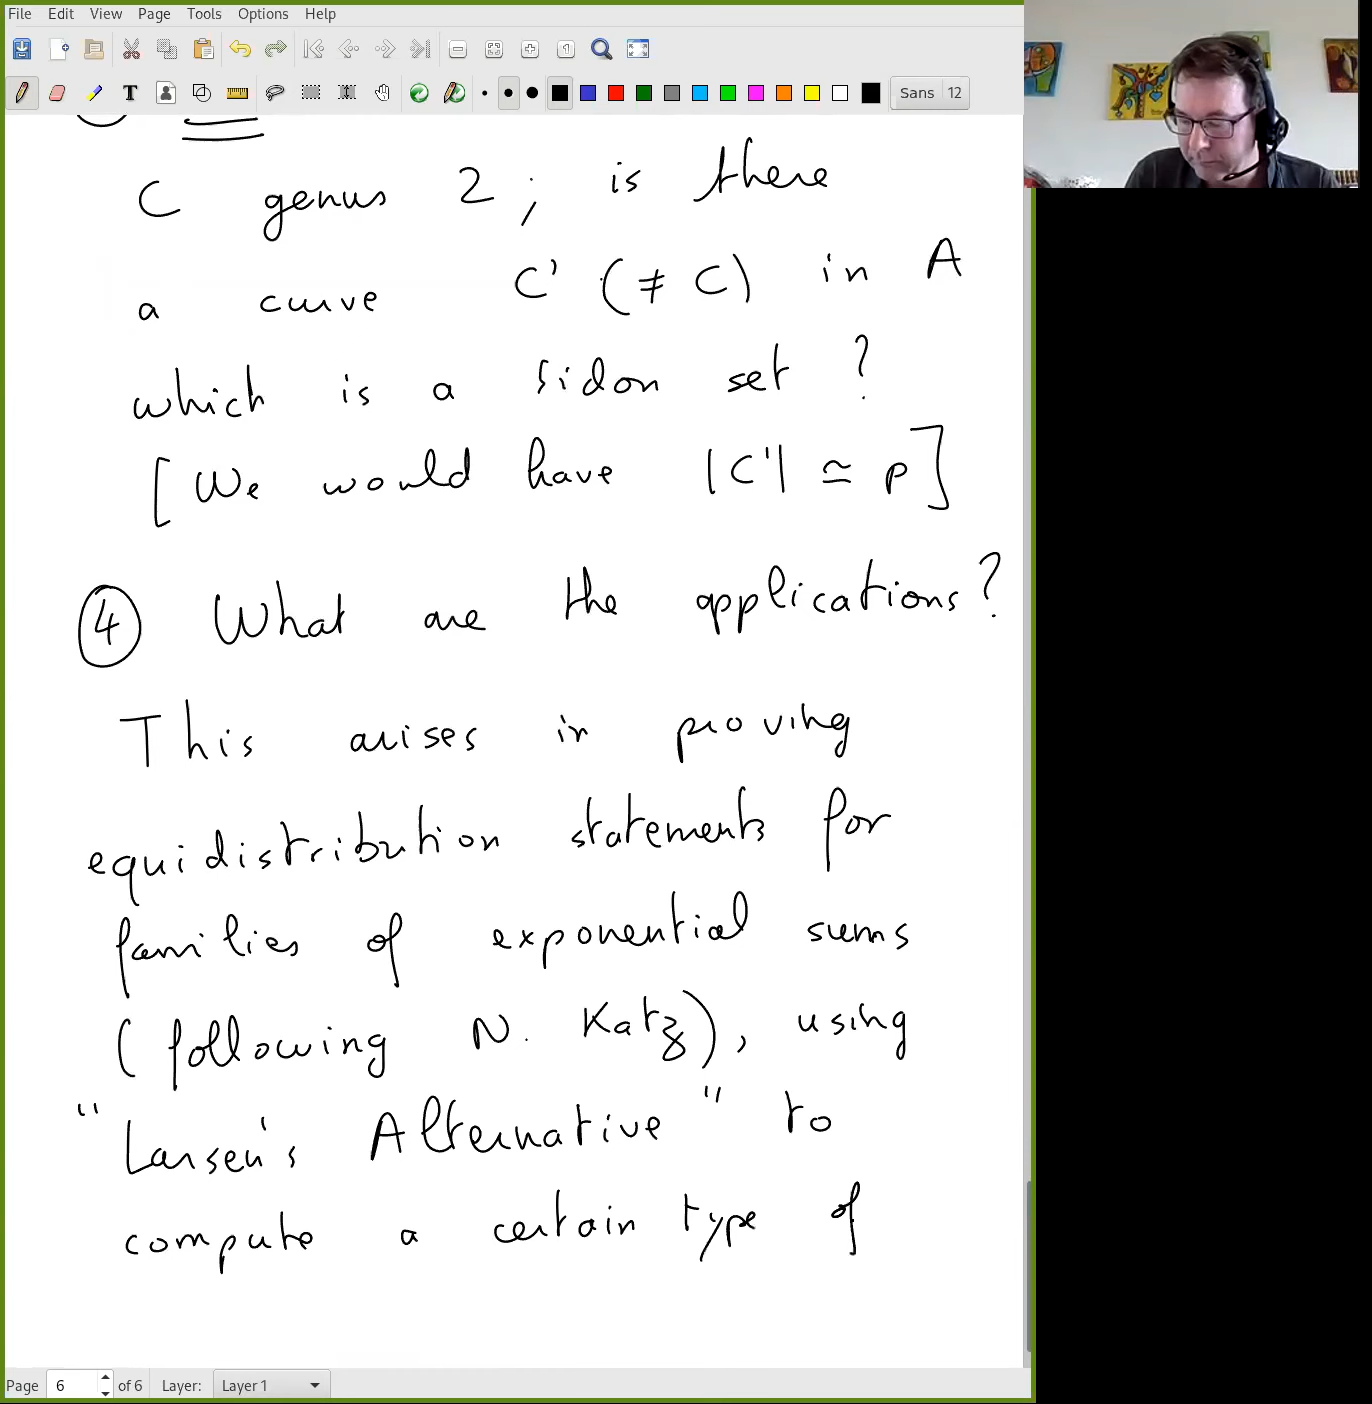 File Edit View Page Tools Options Help
T Sans 12
C genus 2 ; is there
a curve C' (≠ C) in A
which is a Sidon set ?
[ We would have |C'| ≃ p ]
④ What are the applications?
This arises in proving
equidistribution statements for
families of exponential sums
( following N. Katz), using
"Larsen's Alternative" to
compute a certain type of
Page 6 of 6 Layer: Layer 1